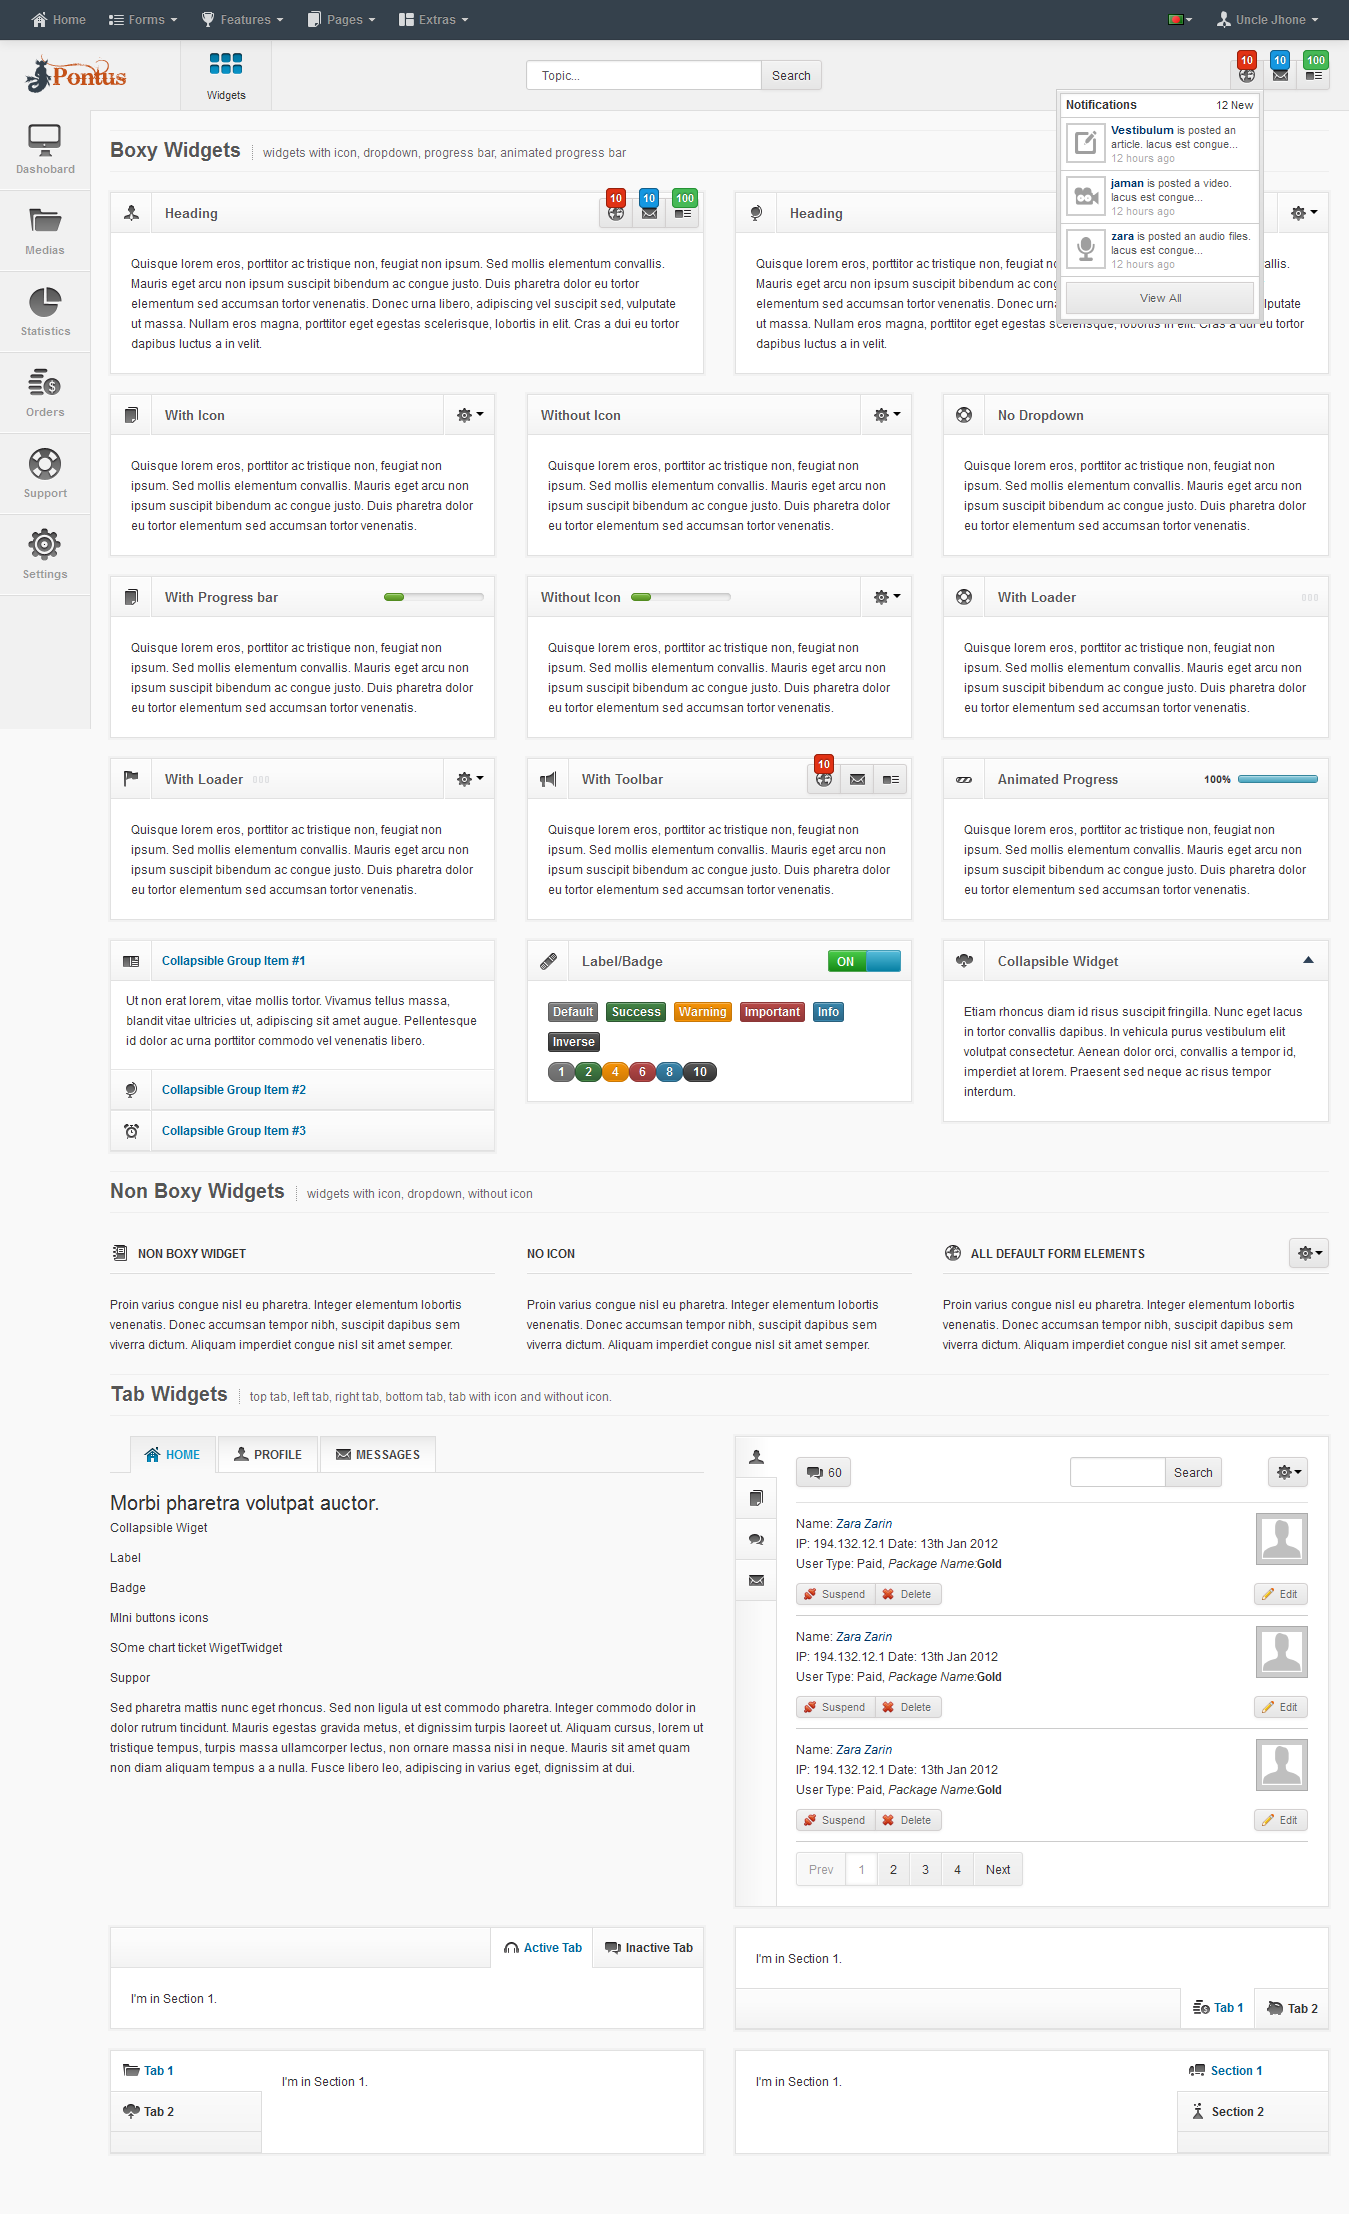 Home Forms Features Pages Extras Uncle Jhone
Pontus
Widgets
Topic... Search
10 10 100
Notifications 12 New
Vestibulum is posted an
article. lacus est congue...
12 hours ago
jaman is posted a video.
lacus est congue...
12 hours ago
zara is posted an audio files.
lacus est congue...
12 hours ago
View All
Dashobard
Medias
Statistics
Orders
Support
Settings
Boxy Widgets widgets with icon, dropdown, progress bar, animated progress bar
Heading 10 10 100
Quisque lorem eros, porttitor ac tristique non, feugiat non ipsum. Sed mollis elementum convallis.
Mauris eget arcu non ipsum suscipit bibendum ac congue justo. Duis pharetra dolor eu tortor
elementum sed accumsan tortor venenatis. Donec urna libero, adipiscing vel suscipit sed, vulputate
ut massa. Nullam eros magna, porttitor eget egestas scelerisque, lobortis in elit. Cras a dui eu tortor
dapibus luctus a in velit.
Heading
Quisque lorem eros, porttitor ac tristique non, feugiat
Mauris eget arcu non ipsum suscipit bibendum ac
elementum sed accumsan tortor venenatis. Donec
ut massa. Nullam eros magna, porttitor eget egestas scelerisque, lobortis in elit. Cras a dui eu tortor
dapibus luctus a in velit.
With Icon
Quisque lorem eros, porttitor ac tristique non, feugiat non
ipsum. Sed mollis elementum convallis. Mauris eget arcu non
ipsum suscipit bibendum ac congue justo. Duis pharetra dolor
eu tortor elementum sed accumsan tortor venenatis.
Without Icon
Quisque lorem eros, porttitor ac tristique non, feugiat non
ipsum. Sed mollis elementum convallis. Mauris eget arcu non
ipsum suscipit bibendum ac congue justo. Duis pharetra dolor
eu tortor elementum sed accumsan tortor venenatis.
No Dropdown
Quisque lorem eros, porttitor ac tristique non, feugiat non
ipsum. Sed mollis elementum convallis. Mauris eget arcu non
ipsum suscipit bibendum ac congue justo. Duis pharetra dolor
eu tortor elementum sed accumsan tortor venenatis.
With Progress bar
Quisque lorem eros, porttitor ac tristique non, feugiat non
ipsum. Sed mollis elementum convallis. Mauris eget arcu non
ipsum suscipit bibendum ac congue justo. Duis pharetra dolor
eu tortor elementum sed accumsan tortor venenatis.
Without Icon
Quisque lorem eros, porttitor ac tristique non, feugiat non
ipsum. Sed mollis elementum convallis. Mauris eget arcu non
ipsum suscipit bibendum ac congue justo. Duis pharetra dolor
eu tortor elementum sed accumsan tortor venenatis.
With Loader
Quisque lorem eros, porttitor ac tristique non, feugiat non
ipsum. Sed mollis elementum convallis. Mauris eget arcu non
ipsum suscipit bibendum ac congue justo. Duis pharetra dolor
eu tortor elementum sed accumsan tortor venenatis.
With Loader
Quisque lorem eros, porttitor ac tristique non, feugiat non
ipsum. Sed mollis elementum convallis. Mauris eget arcu non
ipsum suscipit bibendum ac congue justo. Duis pharetra dolor
eu tortor elementum sed accumsan tortor venenatis.
With Toolbar 10
Quisque lorem eros, porttitor ac tristique non, feugiat non
ipsum. Sed mollis elementum convallis. Mauris eget arcu non
ipsum suscipit bibendum ac congue justo. Duis pharetra dolor
eu tortor elementum sed accumsan tortor venenatis.
Animated Progress 100%
Quisque lorem eros, porttitor ac tristique non, feugiat non
ipsum. Sed mollis elementum convallis. Mauris eget arcu non
ipsum suscipit bibendum ac congue justo. Duis pharetra dolor
eu tortor elementum sed accumsan tortor venenatis.
Collapsible Group Item #1
Ut non erat lorem, vitae mollis tortor. Vivamus tellus massa,
blandit vitae ultricies ut, adipiscing sit amet augue. Pellentesque
id dolor ac urna porttitor commodo vel venenatis libero.
Collapsible Group Item #2
Collapsible Group Item #3
Label/Badge ON
Default Success Warning Important Info
Inverse
1 2 4 6 8 10
Collapsible Widget
Etiam rhoncus diam id risus suscipit fringilla. Nunc eget lacus
in tortor convallis dapibus. In vehicula purus vestibulum elit
volutpat consectetur. Aenean dolor orci, convallis a tempor id,
imperdiet at lorem. Praesent sed neque ac risus tempor
interdum.
Non Boxy Widgets widgets with icon, dropdown, without icon
NON BOXY WIDGET
Proin varius congue nisl eu pharetra. Integer elementum lobortis
venenatis. Donec accumsan tempor nibh, suscipit dapibus sem
viverra dictum. Aliquam imperdiet congue nisl sit amet semper.
NO ICON
Proin varius congue nisl eu pharetra. Integer elementum lobortis
venenatis. Donec accumsan tempor nibh, suscipit dapibus sem
viverra dictum. Aliquam imperdiet congue nisl sit amet semper.
ALL DEFAULT FORM ELEMENTS
Proin varius congue nisl eu pharetra. Integer elementum lobortis
venenatis. Donec accumsan tempor nibh, suscipit dapibus sem
viverra dictum. Aliquam imperdiet congue nisl sit amet semper.
Tab Widgets top tab, left tab, right tab, bottom tab, tab with icon and without icon.
HOME PROFILE MESSAGES
Morbi pharetra volutpat auctor.
Collapsible Wiget
Label
Badge
MIni buttons icons
SOme chart ticket WigetTwidget
Suppor
Sed pharetra mattis nunc eget rhoncus. Sed non ligula ut est commodo pharetra. Integer commodo dolor in
dolor rutrum tincidunt. Mauris egestas gravida metus, et dignissim turpis laoreet ut. Aliquam cursus, lorem ut
tristique tempus, turpis massa ullamcorper lectus, non ornare massa nisi in neque. Mauris sit amet quam
non diam aliquam tempus a a nulla. Fusce libero leo, adipiscing in varius eget, dignissim at dui.
60 Search
Name: Zara Zarin
IP: 194.132.12.1 Date: 13th Jan 2012
User Type: Paid, Package Name:Gold
Suspend Delete Edit
Name: Zara Zarin
IP: 194.132.12.1 Date: 13th Jan 2012
User Type: Paid, Package Name:Gold
Suspend Delete Edit
Name: Zara Zarin
IP: 194.132.12.1 Date: 13th Jan 2012
User Type: Paid, Package Name:Gold
Suspend Delete Edit
Prev 1 2 3 4 Next
Active Tab Inactive Tab
I'm in Section 1.
I'm in Section 1.
Tab 1 Tab 2
Tab 1
Tab 2
I'm in Section 1.
I'm in Section 1.
Section 1
Section 2